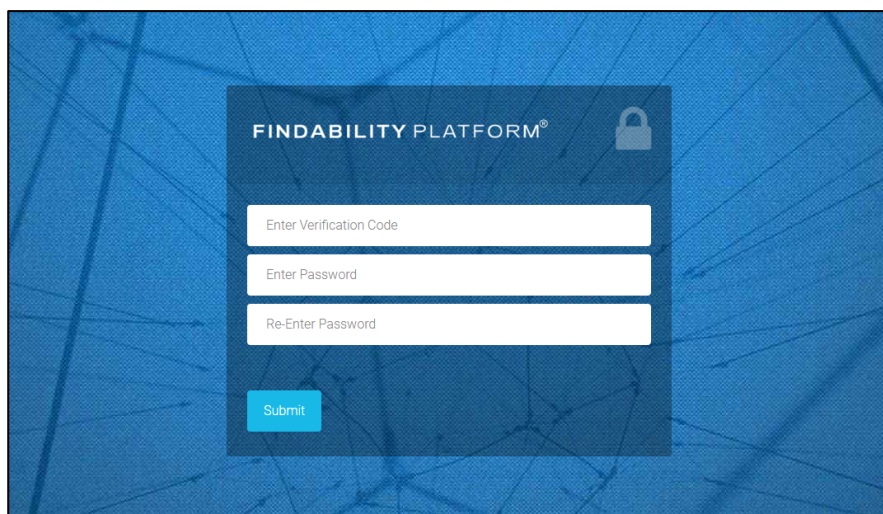 FINDABILITY PLATFORM®
Enter Verification Code
Enter Password
Re-Enter Password
Submit